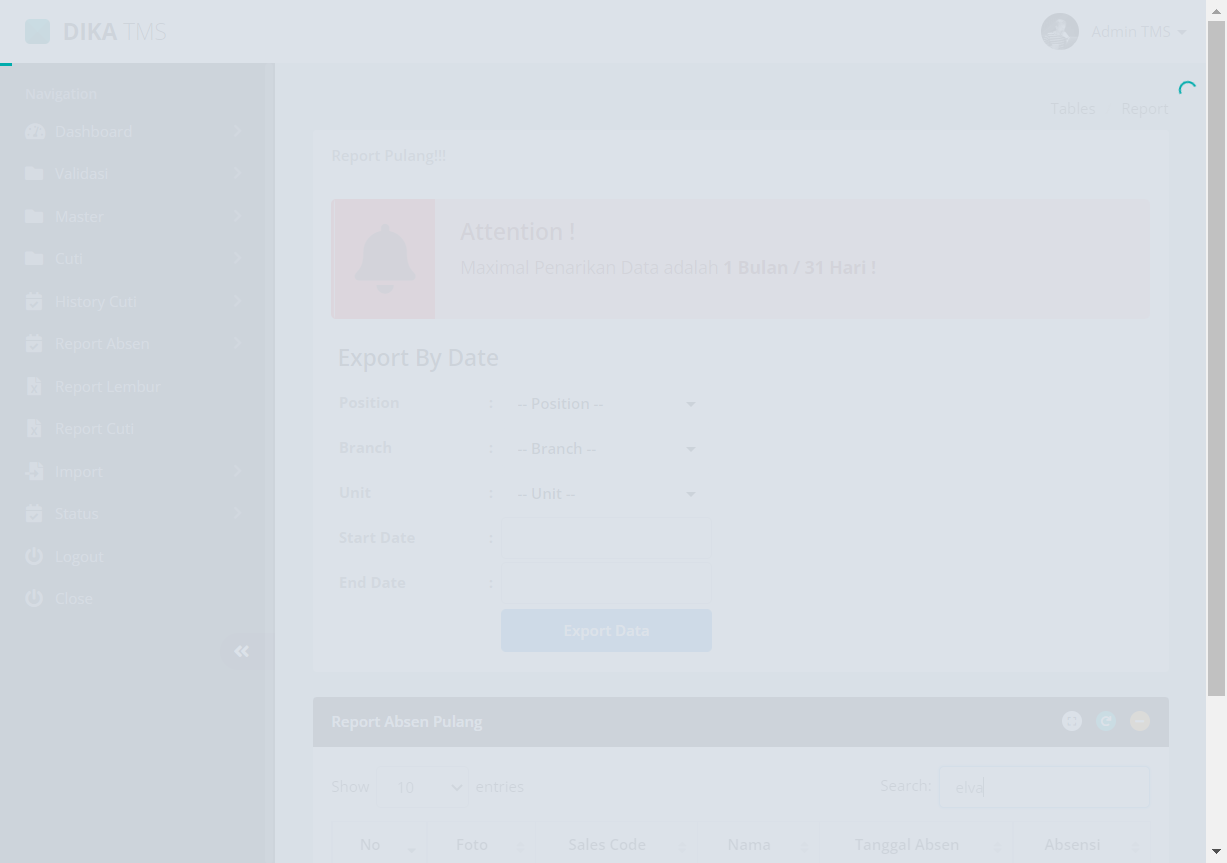 DIKA TMS
Admin TMS
Navigation
Dashboard
Validasi
Master
Cuti
History Cuti
Report Absen
Report Lembur
Report Cuti
Import
Status
Logout
Close
Tables Report
Report Pulang!!!
Attention !
Maximal Penarikan Data adalah 1 Bulan / 31 Hari !
Export By Date
Position : -- Position --
Branch : -- Branch --
Unit : -- Unit --
Start Date :
End Date :
Export Data
Report Absen Pulang
Show 10 entries
Search: elva
No Foto Sales Code Nama Tanggal Absen Absensi